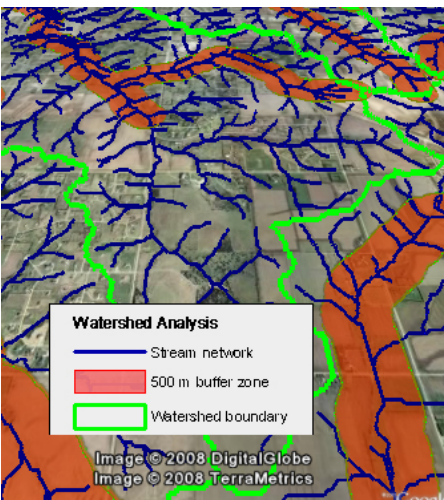 Watershed Analysis
Stream network
500 m buffer zone
Watershed boundary
Image © 2008 DigitalGlobe
Image © 2008 TerraMetrics